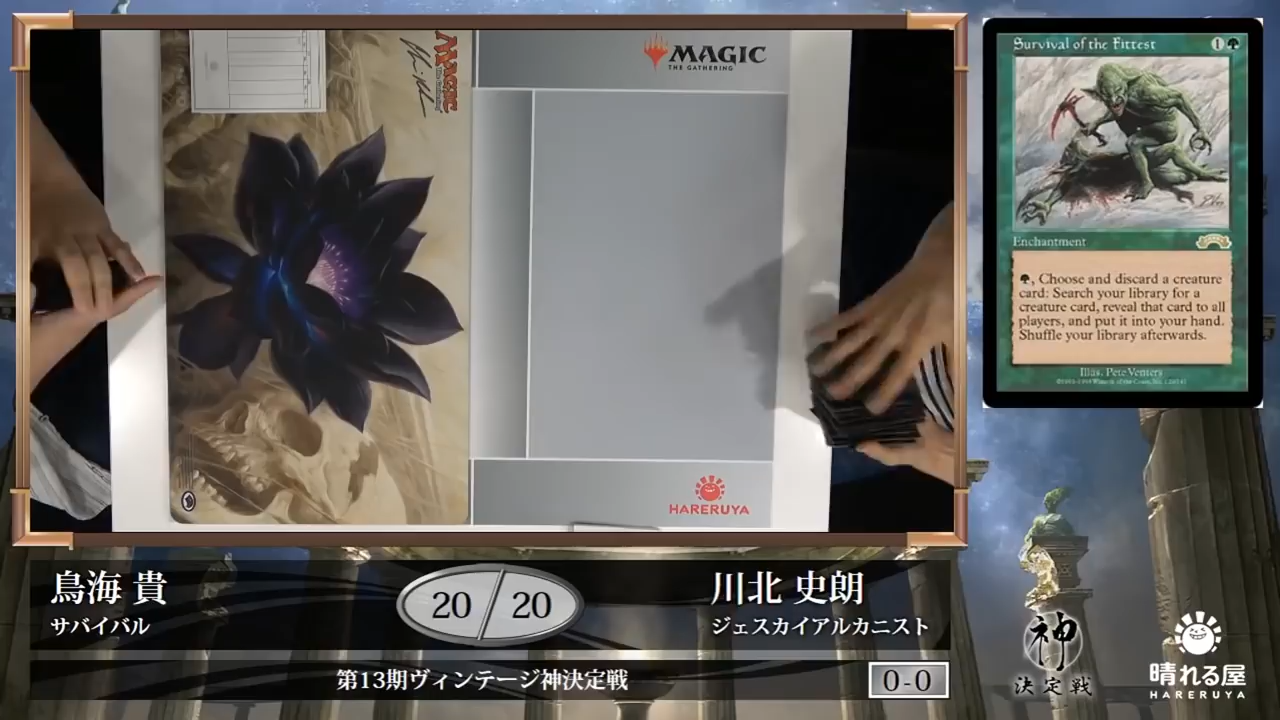 MAGIC
THE GATHERING
HARERUYA
Survival of the Fittest
1
Enchantment
, Choose and discard a creature
card: Search your library for a
creature card, reveal that card to all
players, and put it into your hand.
Shuffle your library afterwards.
Illus. Pete Venters
鳥海 貴
サバイバル
20 / 20
川北 史朗
ジェスカイアルカニスト
第13期ヴィンテージ神決定戦
0-0
神
決定戦
晴れる屋
HARERUYA